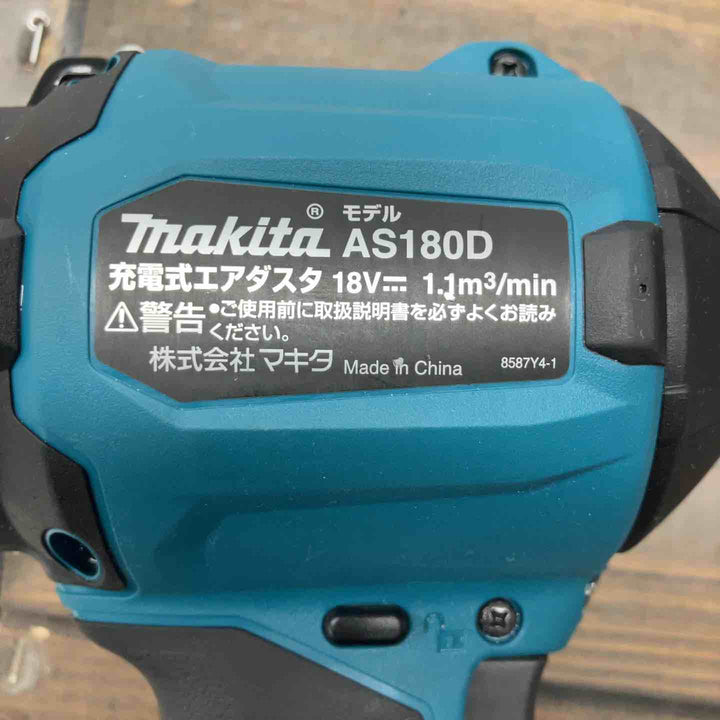 makita® モデル AS180D
充電式エアダスタ 18V⎓ 1.1m³/min
⚠警告 •ご使用前に取扱説明書を必ずよくお読み
ください。
株式会社マキタ Made in China 8587Y4-1